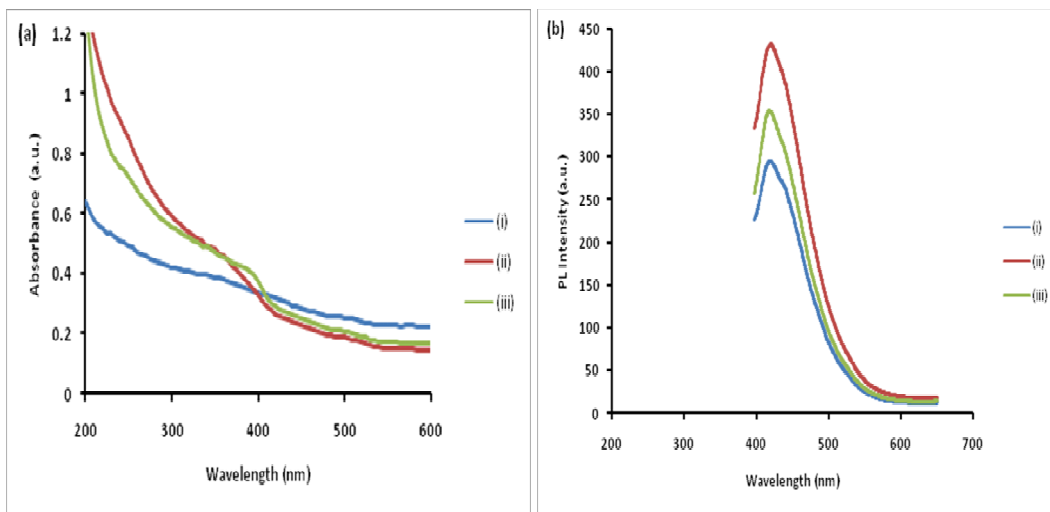 (a)
1.2
1
0.8
0.6
0.4
0.2
0
Absorbance (a.u.)
200 300 400 500 600
Wavelength (nm)
(i)
(ii)
(iii)
(b)
450
400
350
300
250
200
150
100
50
0
PL Intensity (a.u.)
200 300 400 500 600 700
Wavelength (nm)
(i)
(ii)
(iii)